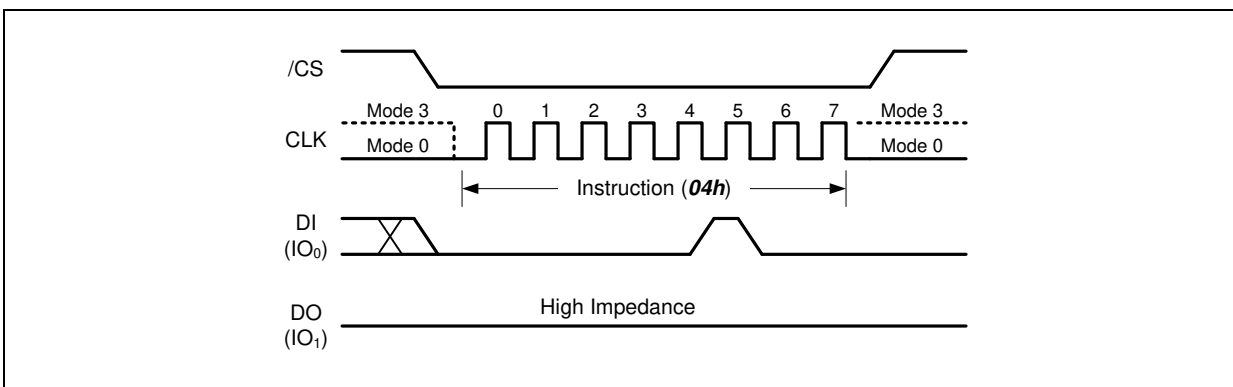 /CS
Mode 3 0 1 2 3 4 5 6 7 Mode 3
CLK
Mode 0 Mode 0
Instruction (04h)
DI
(IO₀)
High Impedance
DO
(IO₁)